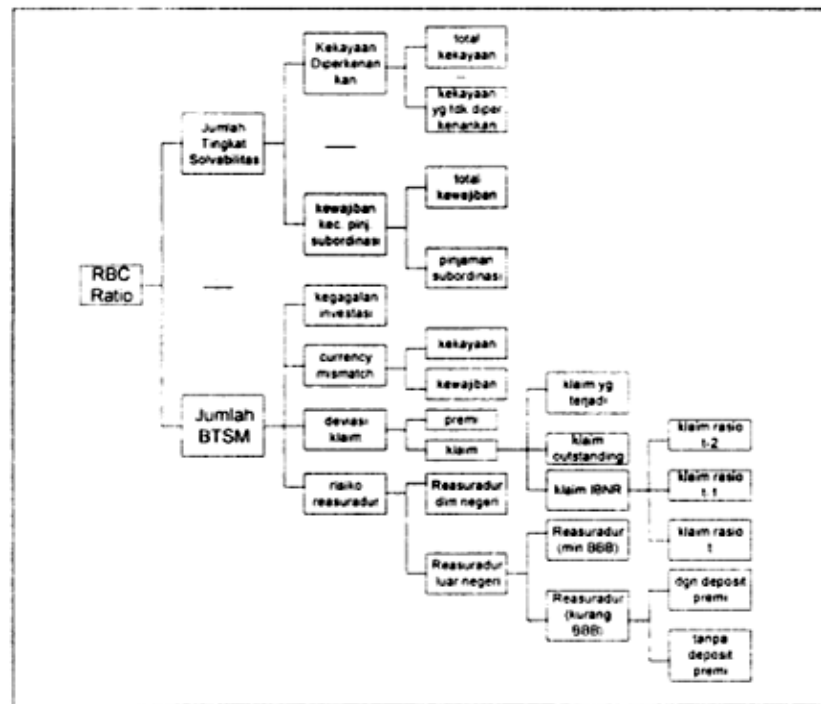 RBC
Ratio
Jumlah
Tingkat
Solvabilitas
Jumlah
BTSM
Kekayaan
Diperkenan
kan
kewajiban
kec. pinj.
subordinasi
kegagalan
investasi
currency
mismatch
deviasi
klaim
risiko
reasuradur
total
kekayaan
kekayaan
yg tdk diper
kenankan
total
kewajiban
pinjaman
subordinasi
kekayaan
kewajiban
premi
klaim
Reasuradur
dlm negeri
Reasuradur
luar negeri
klaim yg
terjadi
klaim
outstanding
klaim IBNR
Reasuradur
(min BBB)
Reasuradur
(kurang
BBB)
klaim rasio
t-2
klaim rasio
t-1
klaim rasio
t
dgn deposit
premi
tanpa
deposit
premi